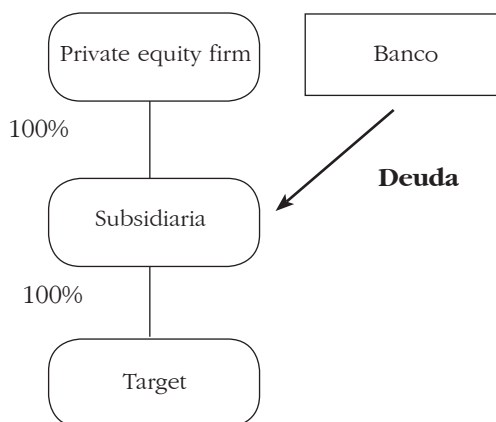 Private equity firm
Banco
100%
Deuda
Subsidiaria
100%
Target